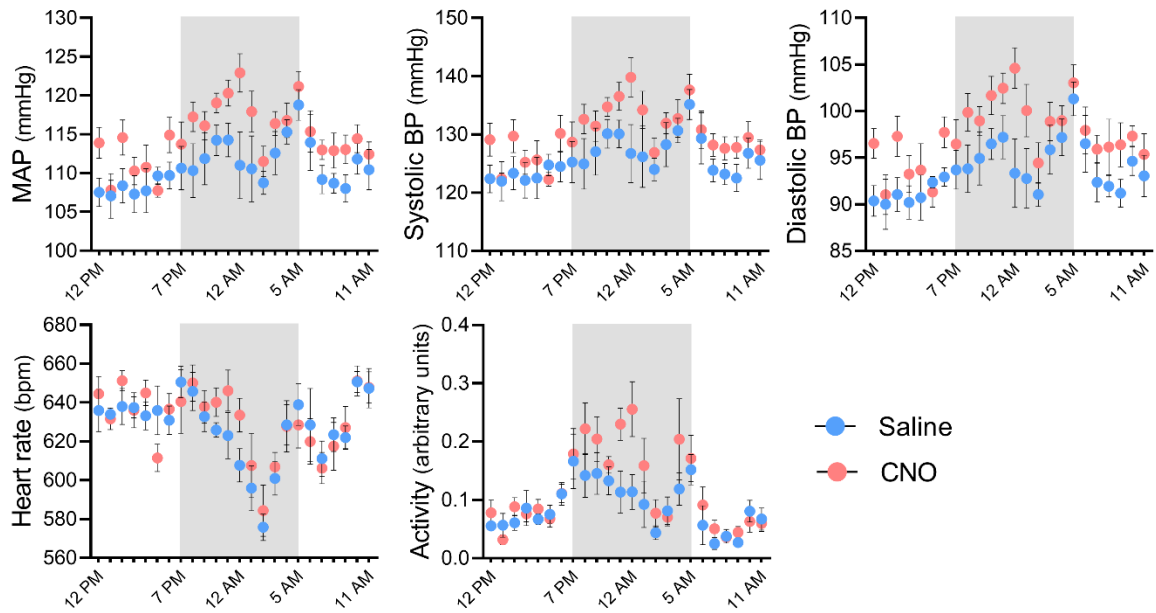 MAP (mmHg)
130
125
120
115
110
105
100
12 PM
7 PM
12 AM
5 AM
11 AM
Systolic BP (mmHg)
150
140
130
120
110
12 PM
7 PM
12 AM
5 AM
11 AM
Diastolic BP (mmHg)
110
105
100
95
90
85
12 PM
7 PM
12 AM
5 AM
11 AM
Heart rate (bpm)
680
660
640
620
600
580
560
12 PM
7 PM
12 AM
5 AM
11 AM
Activity (arbitrary units)
0.4
0.3
0.2
0.1
0.0
12 PM
7 PM
12 AM
5 AM
11 AM
Saline
CNO